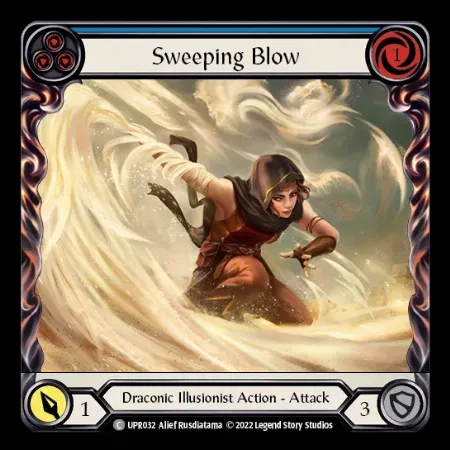 Sweeping Blow
1
Draconic Illusionist Action - Attack
1
3
C UPR032 Alief Rusdiatama © 2022 Legend Story Studios